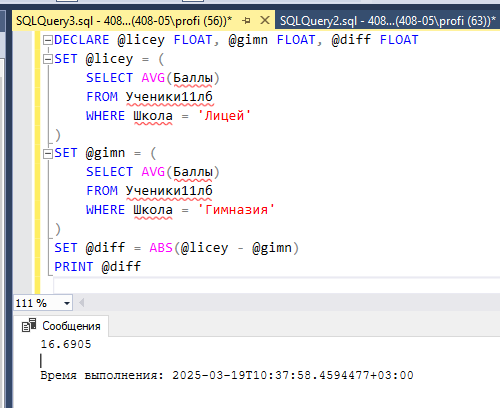 SQLQuery3.sql - 408...(408-05\profi (56))*
SQLQuery2.sql - 408...(408-05\profi (63))*
DECLARE @licey FLOAT, @gimn FLOAT, @diff FLOAT
SET @licey = (
SELECT AVG(Баллы)
FROM Ученики11лб
WHERE Школа = 'Лицей'
)
SET @gimn = (
SELECT AVG(Баллы)
FROM Ученики11лб
WHERE Школа = 'Гимназия'
)
SET @diff = ABS(@licey - @gimn)
PRINT @diff
111 %
Сообщения
16.6905
Время выполнения: 2025-03-19T10:37:58.4594477+03:00